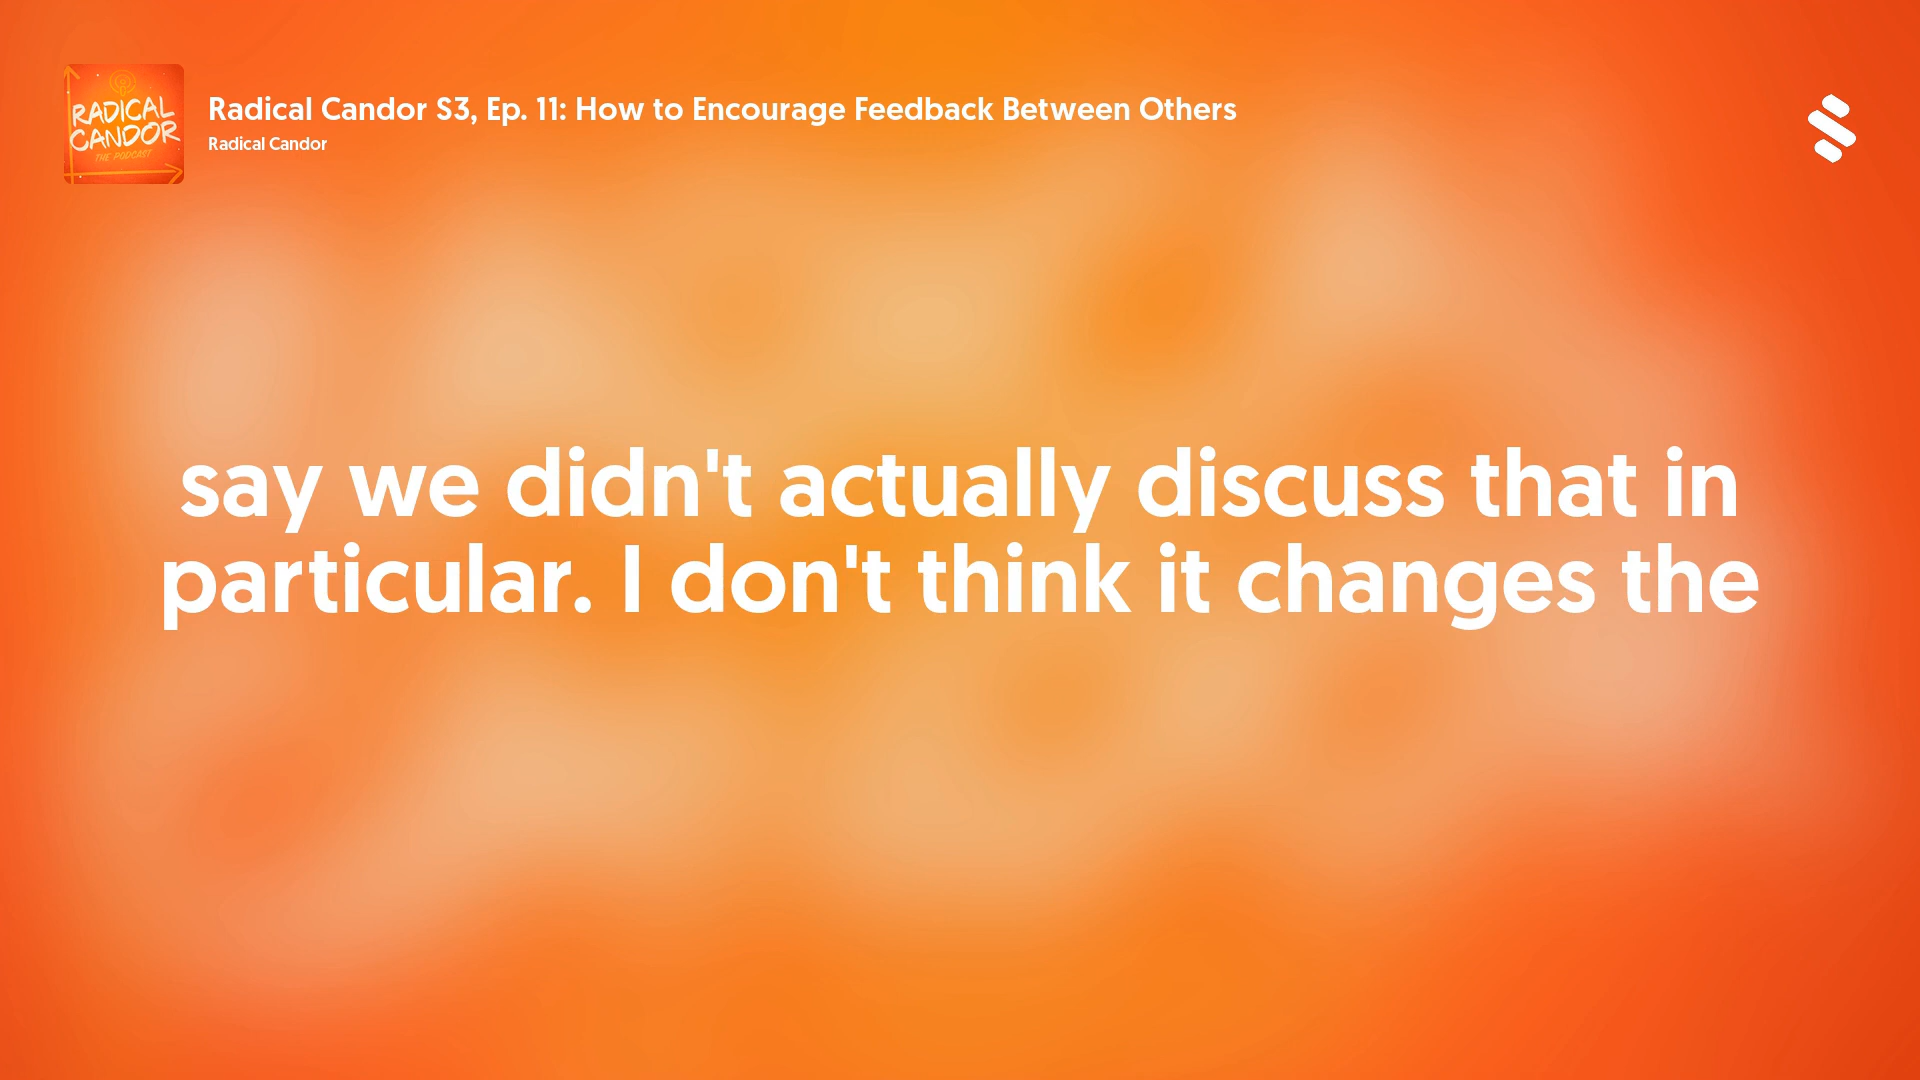 RADICAL
CANDOR
THE PODCAST
Radical Candor S3, Ep. 11: How to Encourage Feedback Between Others
Radical Candor
say we didn't actually discuss that in
particular. I don't think it changes the